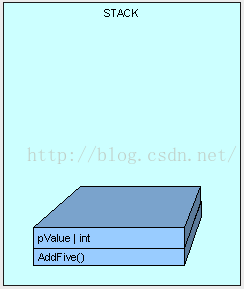 STACK
http://blog.csdn.net/
pValue | int
AddFive()